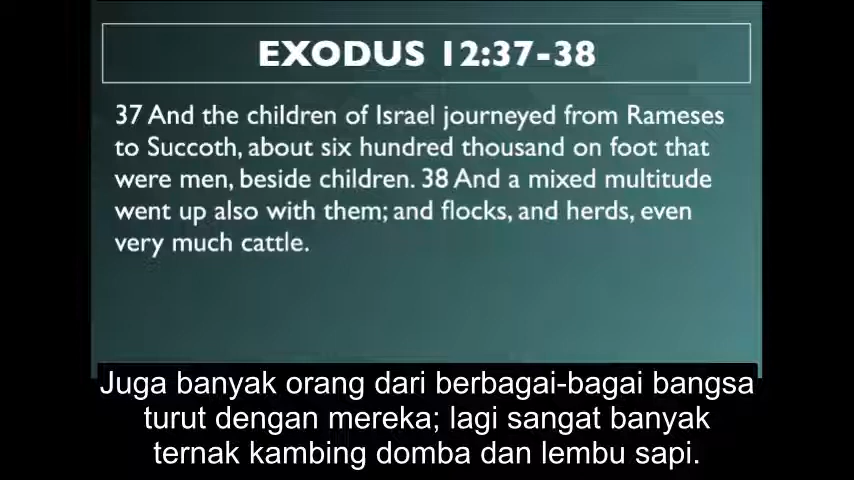 EXODUS 12:37-38
37 And the children of Israel journeyed from Rameses
to Succoth, about six hundred thousand on foot that
were men, beside children. 38 And a mixed multitude
went up also with them; and flocks, and herds, even
very much cattle.
Juga banyak orang dari berbagai-bagai bangsa
turut dengan mereka; lagi sangat banyak
ternak kambing domba dan lembu sapi.